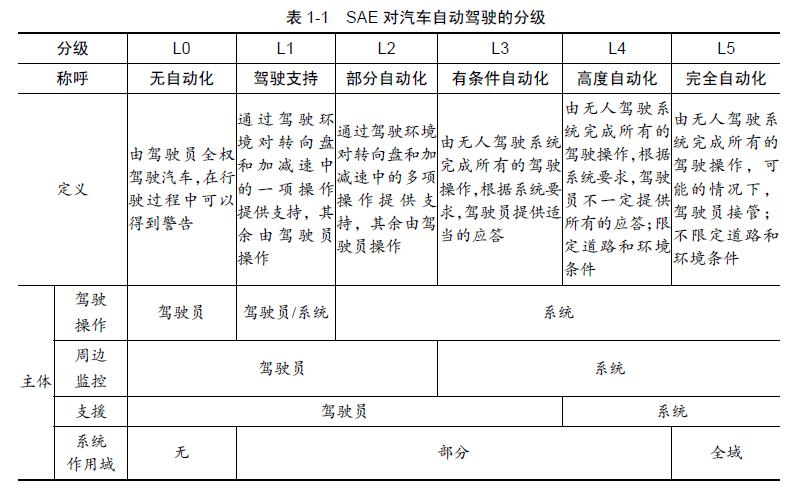 表 1-1 SAE 对汽车自动驾驶的分级
分级 L0 L1 L2 L3 L4 L5
称呼 无自动化 驾驶支持 部分自动化 有条件自动化 高度自动化 完全自动化
定义
由驾驶员全权
驾驶汽车,在行
驶过程中可以
得到警告
通过驾驶环
境对转向盘
和加减速中
的一项操作
提供支持，其
余由驾驶员
操作
通过驾驶环境
对转向盘和加
减速中的多项
操作提供支
持，其余由驾
驶员操作
由无人驾驶系统
完成所有的驾驶
操作,根据系统要
求,驾驶员提供适
当的应答
由无人驾驶系
统完成所有的
驾驶操作,根据
系统要求,驾驶
员不一定提供
所有的应答;限
定道路和环境
条件
由无人驾驶系
统完成所有的
驾驶操作，可
能的情况下，
驾驶员接管；
不限定道路和
环境条件
主体
驾驶
操作
驾驶员 驾驶员/系统 系统
周边
监控
驾驶员 系统
支援 驾驶员 系统
系统
作用域
无 部分 全域